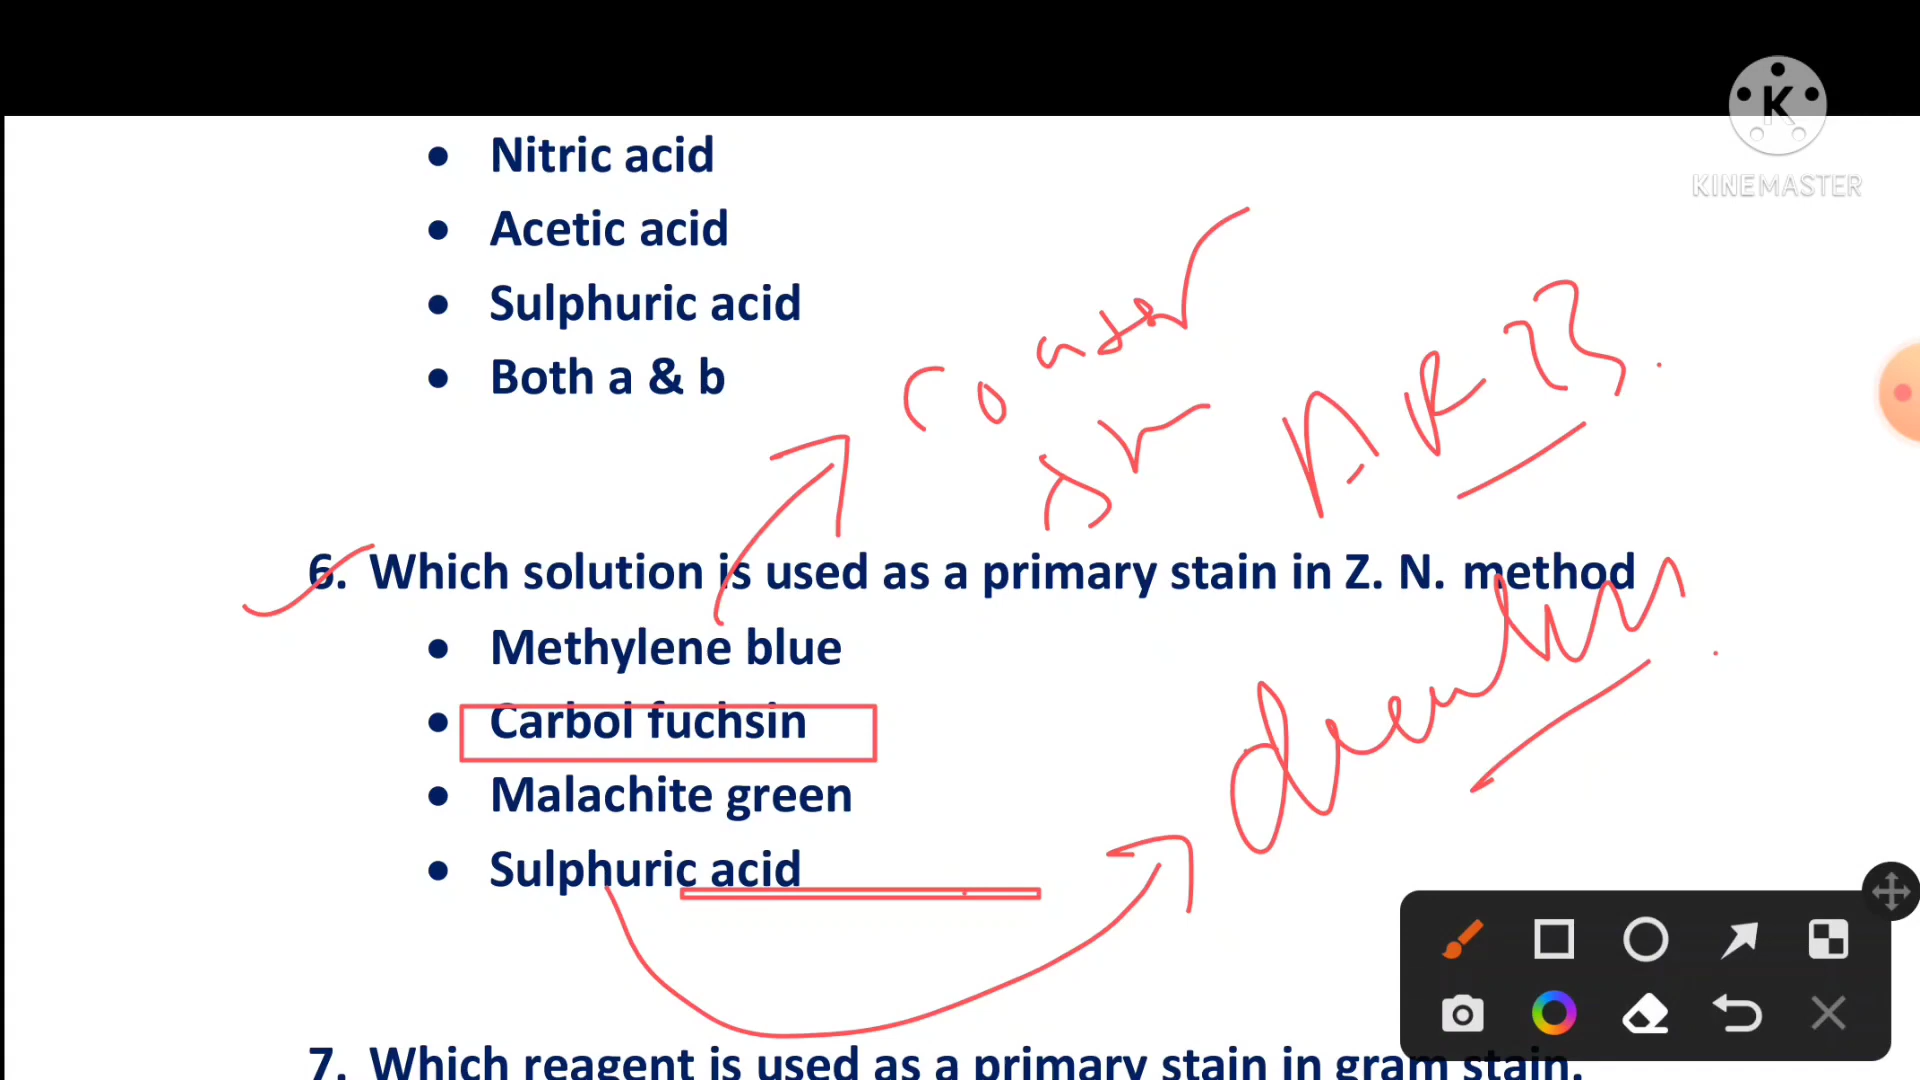 KINEMASTER
Nitric acid
Acetic acid
Sulphuric acid
Both a & b
6. Which solution is used as a primary stain in Z. N. method
Methylene blue
Carbol fuchsin
Malachite green
Sulphuric acid
7. Which reagent is used as a primary stain in gram stain.